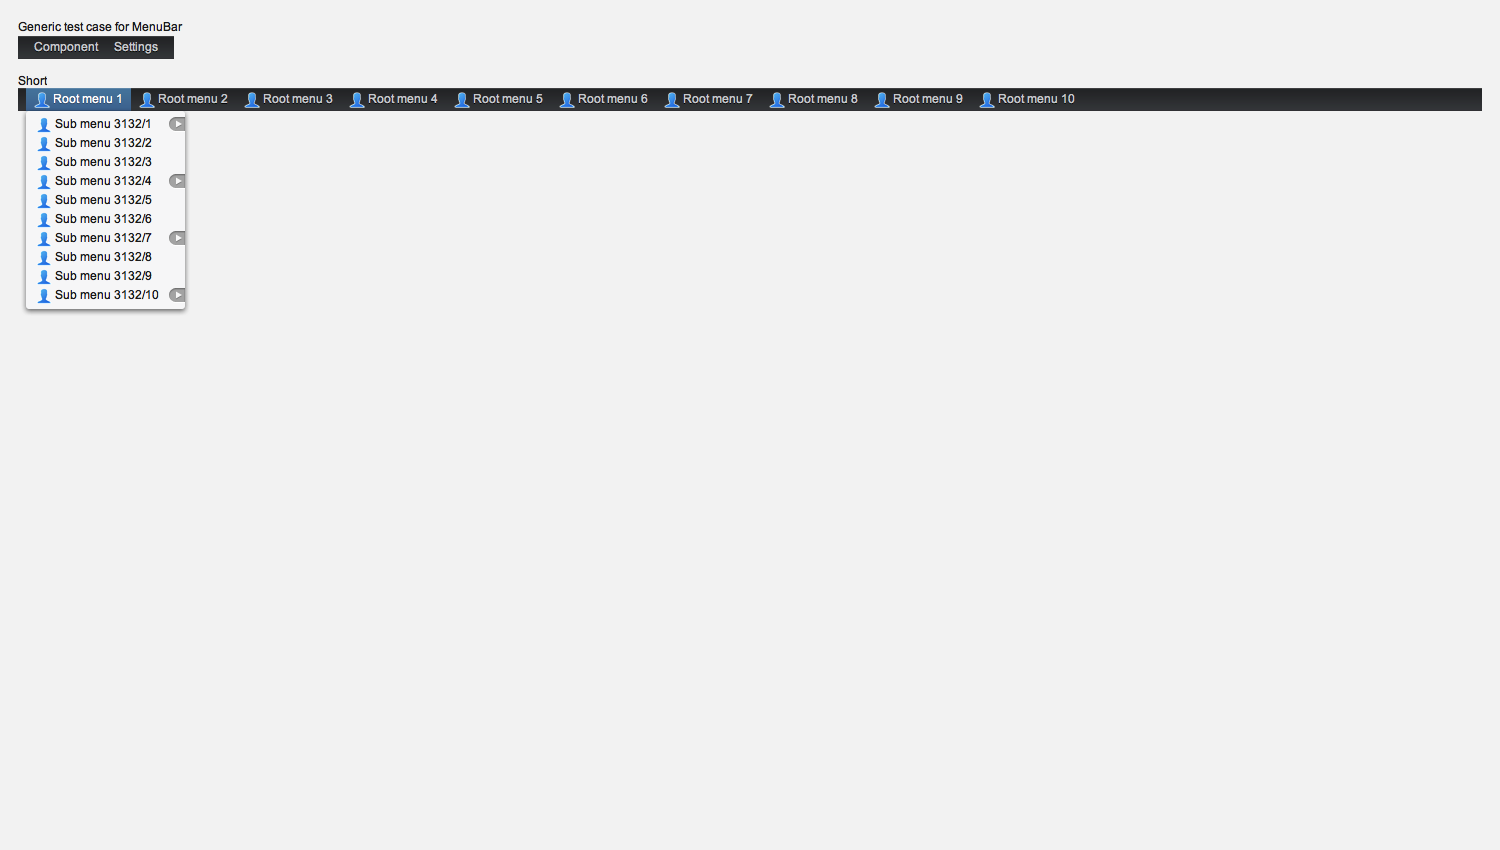 Generic test case for MenuBar
Component Settings
Short
Root menu 1 Root menu 2 Root menu 3 Root menu 4 Root menu 5 Root menu 6 Root menu 7 Root menu 8 Root menu 9 Root menu 10
Sub menu 3132/1
Sub menu 3132/2
Sub menu 3132/3
Sub menu 3132/4
Sub menu 3132/5
Sub menu 3132/6
Sub menu 3132/7
Sub menu 3132/8
Sub menu 3132/9
Sub menu 3132/10